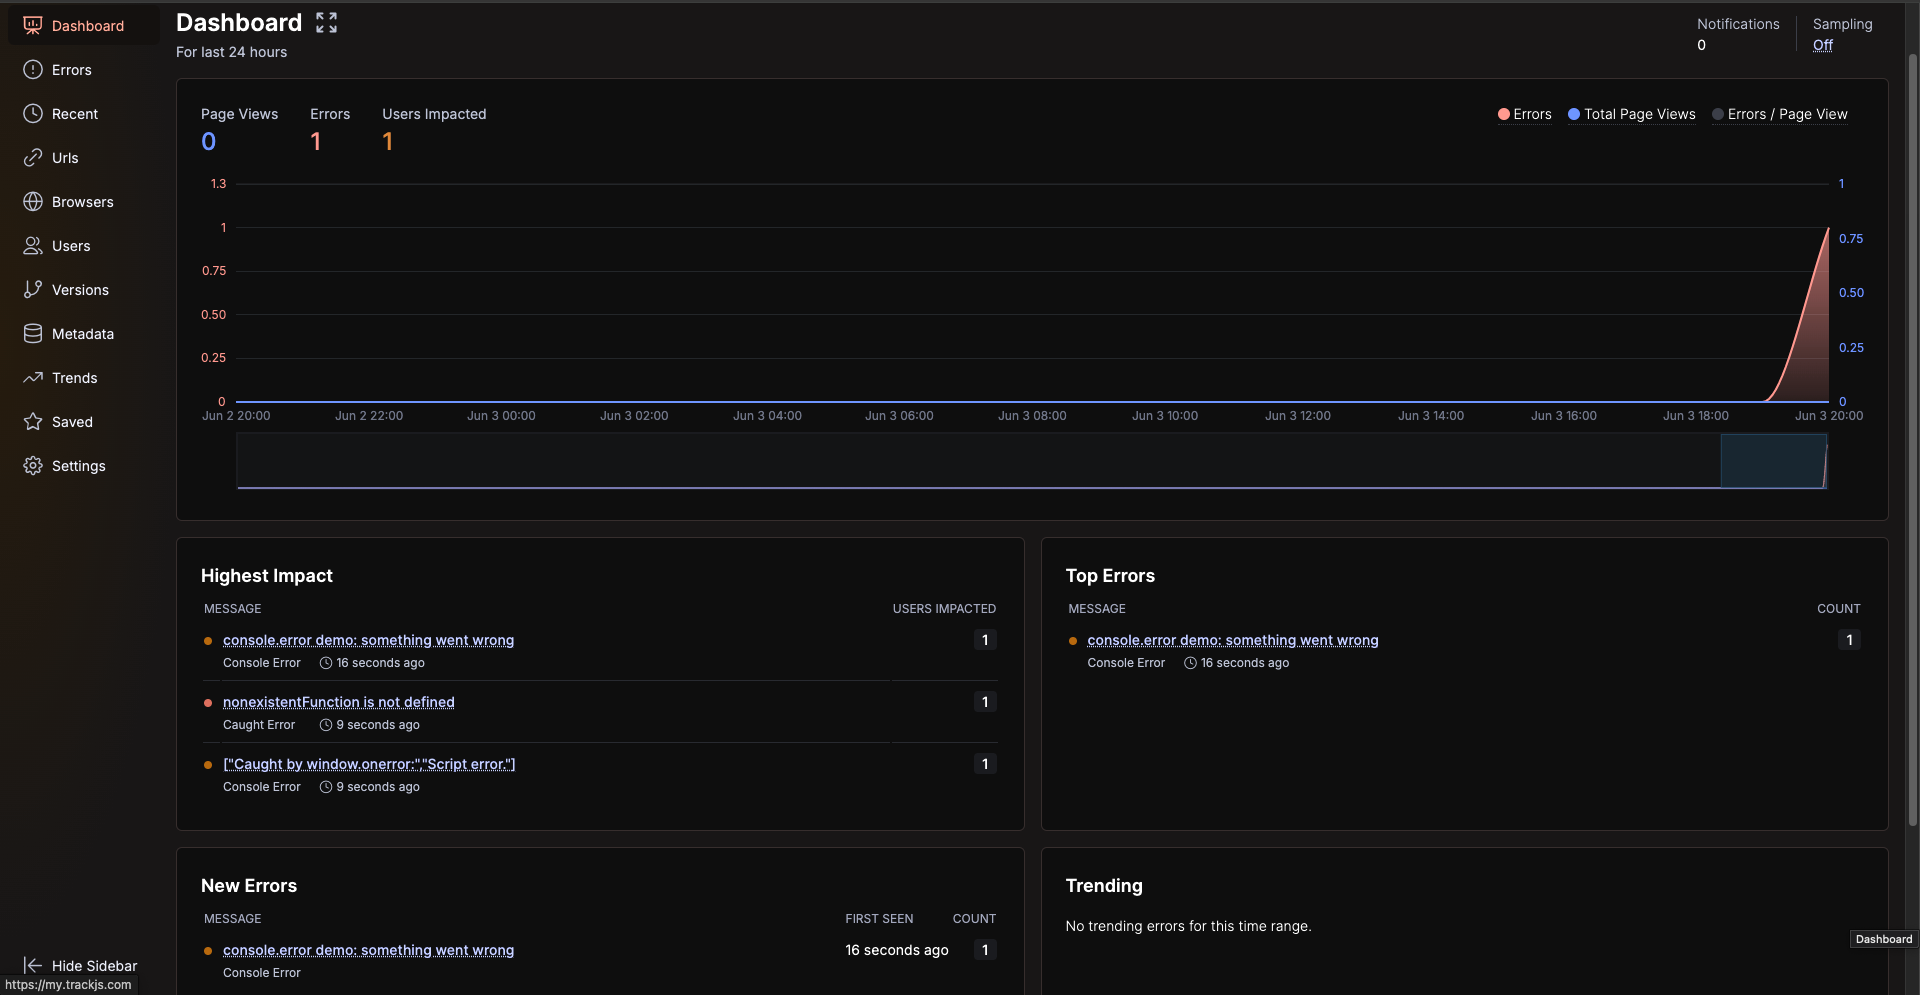 Dashboard
Errors
Recent
Urls
Browsers
Users
Versions
Metadata
Trends
Saved
Settings
Hide Sidebar
https://my.trackjs.com
Dashboard
For last 24 hours
Notifications
0
Sampling
Off
Page Views
0
Errors
1
Users Impacted
1
Errors
Total Page Views
Errors / Page View
1.3
1
0.75
0.50
0.25
0
1
0.75
0.50
0.25
0
Jun 2 20:00 Jun 2 22:00 Jun 3 00:00 Jun 3 02:00 Jun 3 04:00 Jun 3 06:00 Jun 3 08:00 Jun 3 10:00 Jun 3 12:00 Jun 3 14:00 Jun 3 16:00 Jun 3 18:00 Jun 3 20:00
Highest Impact
MESSAGE USERS IMPACTED
console.error demo: something went wrong 1
Console Error 16 seconds ago
nonexistentFunction is not defined 1
Caught Error 9 seconds ago
["Caught by window.onerror:","Script error."] 1
Console Error 9 seconds ago
Top Errors
MESSAGE COUNT
console.error demo: something went wrong 1
Console Error 16 seconds ago
New Errors
MESSAGE FIRST SEEN COUNT
console.error demo: something went wrong 16 seconds ago 1
Console Error
Trending
No trending errors for this time range.
Dashboard